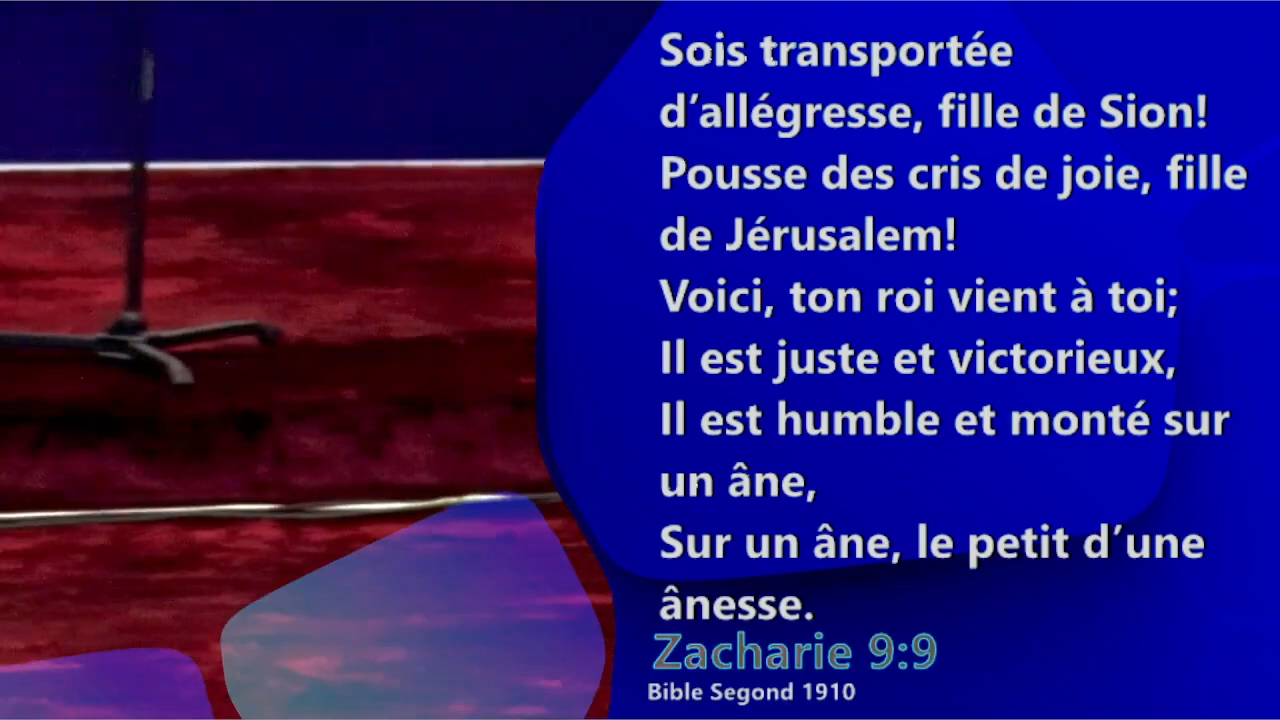 Sois transportée
d’allégresse, fille de Sion!
Pousse des cris de joie, fille
de Jérusalem!
Voici, ton roi vient à toi;
Il est juste et victorieux,
Il est humble et monté sur
un âne,
Sur un âne, le petit d’une
ânesse.
Zacharie 9:9
Bible Segond 1910